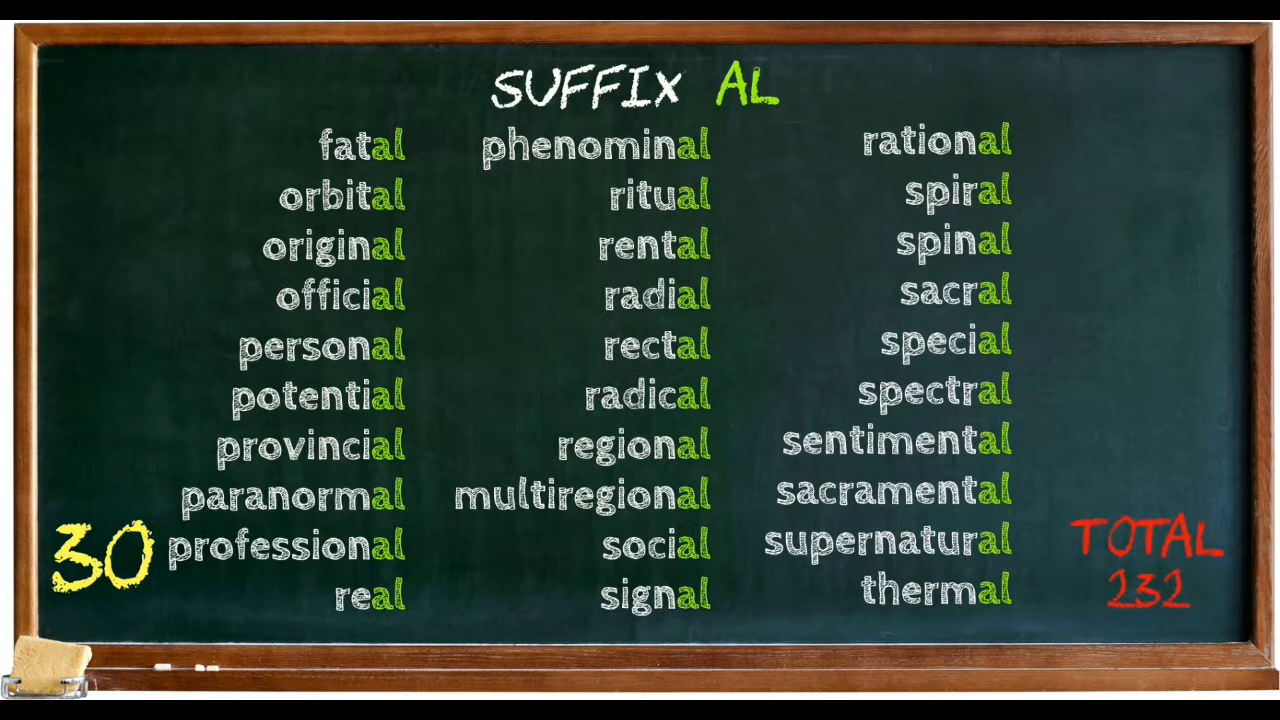 SUFFIX AL
fatal
orbital
original
official
personal
potential
provincial
paranormal
professional
real
30
phenominal
ritual
rental
radial
rectal
radical
regional
multiregional
social
signal
rational
spiral
spinal
sacral
special
spectral
sentimental
sacramental
supernatural
thermal
TOTAL
232